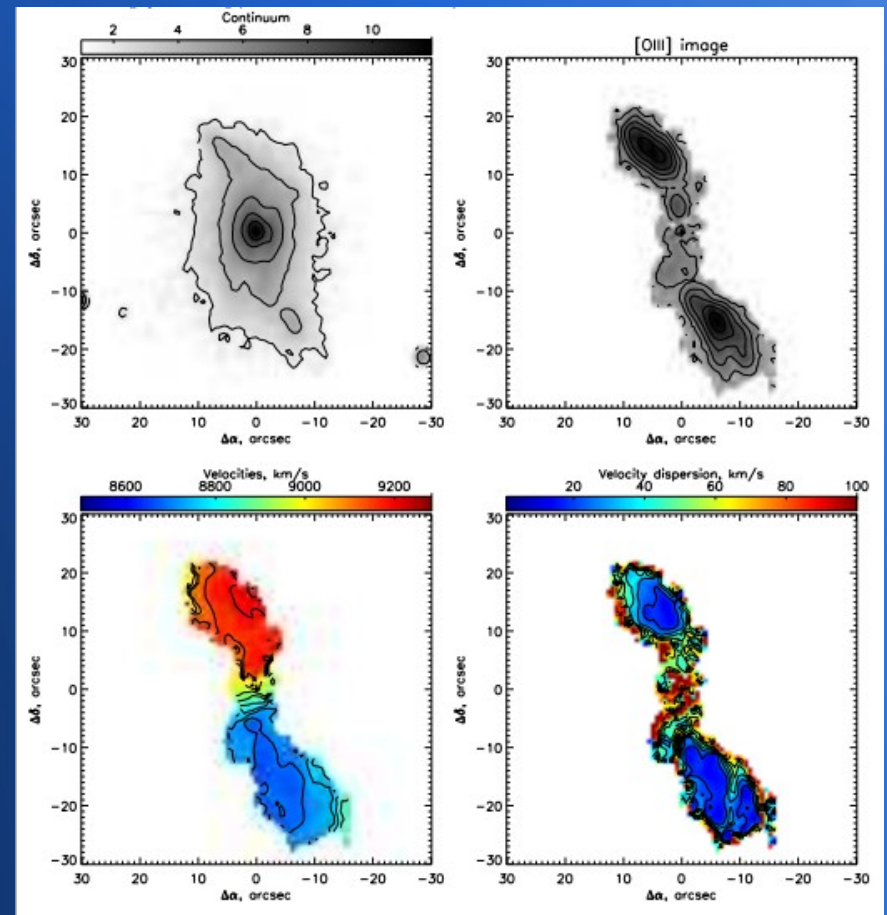 Continuum
2 4 6 8 10
30
20
10
0
-10
-20
-30
30 20 10 0 -10 -20 -30
Δδ, arcsec
Δα, arcsec
[OIII] image
30
20
10
0
-10
-20
-30
30 20 10 0 -10 -20 -30
Δδ, arcsec
Δα, arcsec
Velocities, km/s
8600 8800 9000 9200
30
20
10
0
-10
-20
-30
30 20 10 0 -10 -20 -30
Δδ, arcsec
Δα, arcsec
Velocity dispersion, km/s
20 40 60 80 100
30
20
10
0
-10
-20
-30
30 20 10 0 -10 -20 -30
Δδ, arcsec
Δα, arcsec